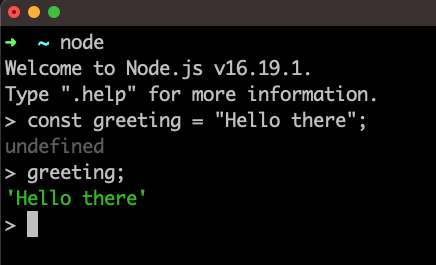 ➜ ~ node
Welcome to Node.js v16.19.1.
Type ".help" for more information.
> const greeting = "Hello there";
undefined
> greeting;
'Hello there'
>